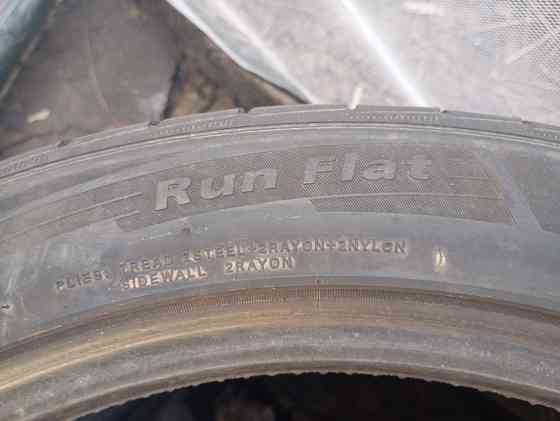 Run Flat
PLIES: TREAD 2STEEL+2RAYON+2NYLON
SIDEWALL 2RAYON